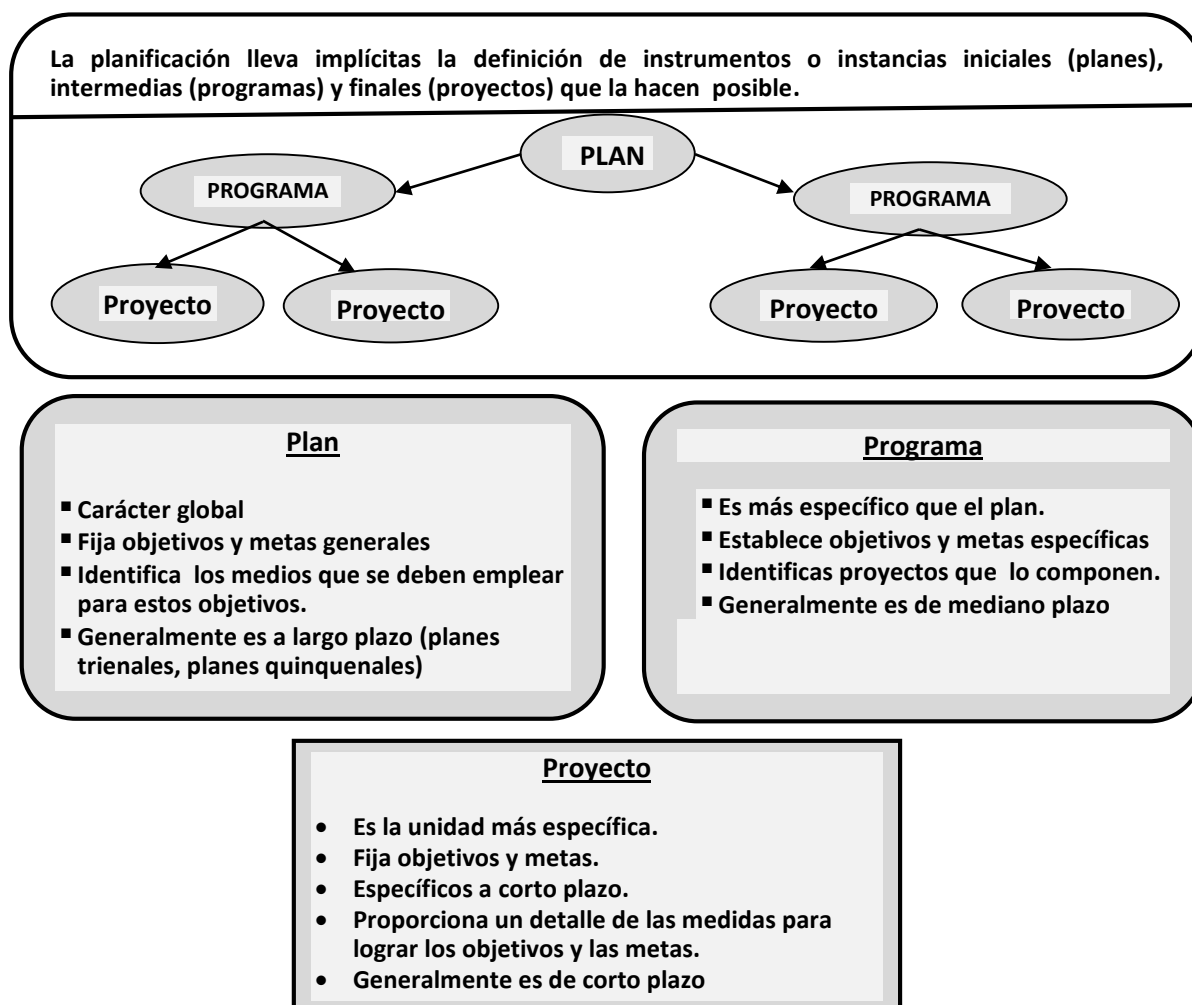 La planificación lleva implícitas la definición de instrumentos o instancias iniciales (planes),
intermedias (programas) y finales (proyectos) que la hacen posible.
PLAN
PROGRAMA
PROGRAMA
Proyecto
Proyecto
Proyecto
Proyecto
Plan
▪ Carácter global
▪ Fija objetivos y metas generales
▪ Identifica los medios que se deben emplear
para estos objetivos.
▪ Generalmente es a largo plazo (planes
trienales, planes quinquenales)
Programa
▪ Es más específico que el plan.
▪ Establece objetivos y metas específicas
▪ Identificas proyectos que lo componen.
▪ Generalmente es de mediano plazo
Proyecto
• Es la unidad más específica.
• Fija objetivos y metas.
• Específicos a corto plazo.
• Proporciona un detalle de las medidas para
lograr los objetivos y las metas.
• Generalmente es de corto plazo